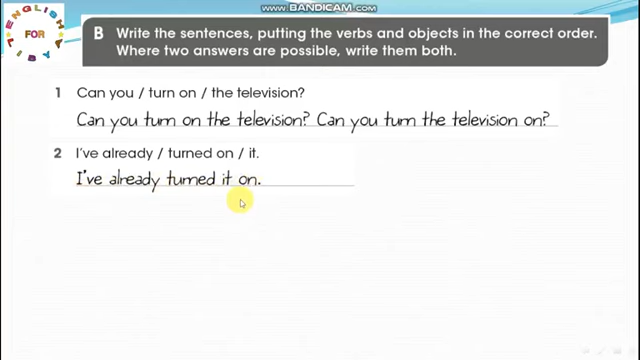 www.BANDICAM.com
ENGLISH
FOR
LIBYA
B Write the sentences, putting the verbs and objects in the correct order.
Where two answers are possible, write them both.
1 Can you / turn on / the television?
Can you turn on the television? Can you turn the television on?
2 I've already / turned on / it.
I've already turned it on.